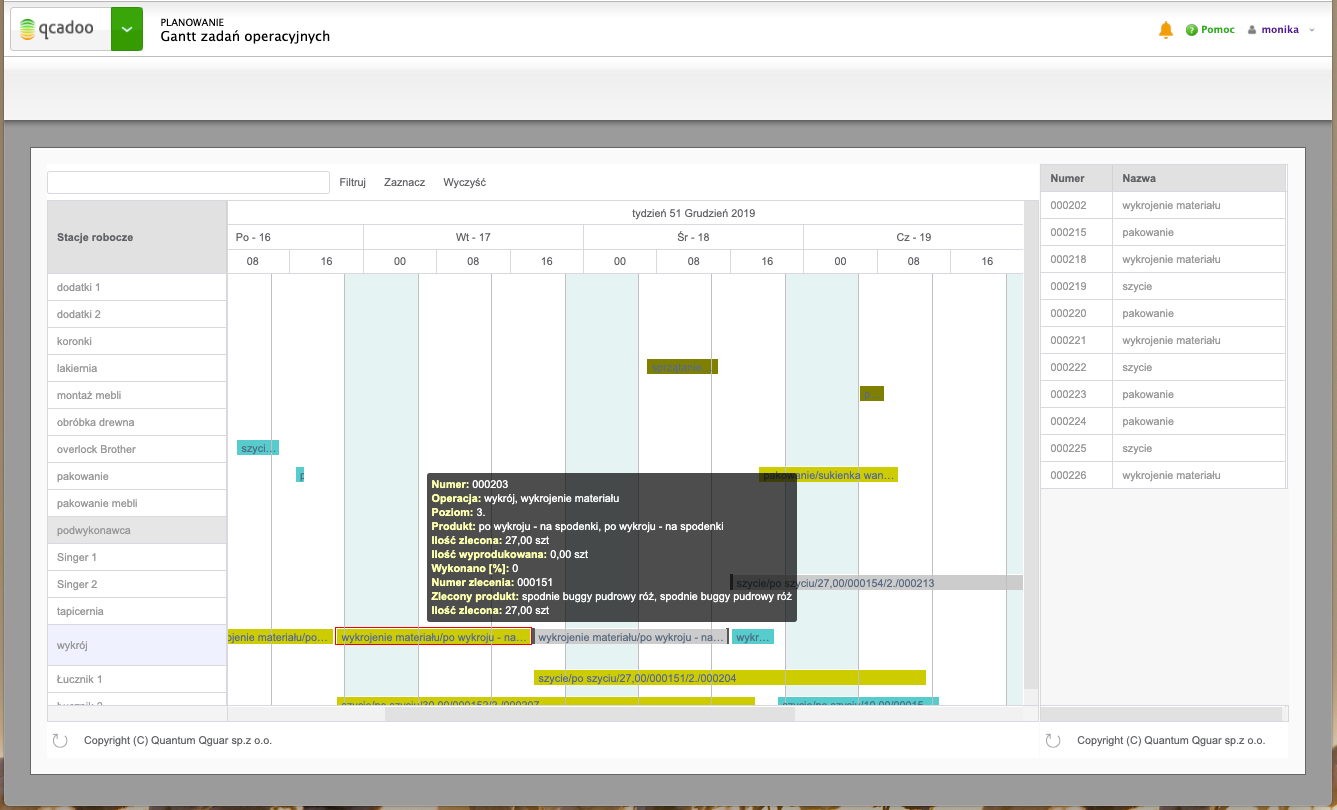 qcadoo
PLANOWANIE
Gantt zadań operacyjnych
Pomoc
monika
Filtruj Zaznacz Wyczyść
Stacje robocze
tydzień 51 Grudzień 2019
Po - 16 Wt - 17 Śr - 18 Cz - 19
08 16 00 08 16 00 08 16 00 08 16
dodatki 1
dodatki 2
koronki
lakiernia
montaż mebli
obróbka drewna
overlock Brother
szyci...
pakowanie
pakowanie/sukienka wan...
pakowanie mebli
podwykonawca
Singer 1
Singer 2
szycie/po szyciu/27,00/000154/2./000213
tapicernia
wykrój
ojenie materiału/po...
wykrojenie materiału/po wykroju - na...
wykrojenie materiału/po wykroju - na...
wykr...
Łucznik 1
szycie/po szyciu/27,00/000151/2./000204
Numer: 000203
Operacja: wykrój, wykrojenie materiału
Poziom: 3.
Produkt: po wykroju - na spodenki, po wykroju - na spodenki
Ilość zlecona: 27,00 szt
Ilość wyprodukowana: 0,00 szt
Wykonano [%]: 0
Numer zlecenia: 000151
Zlecony produkt: spodnie buggy pudrowy róż, spodnie buggy pudrowy róż
Ilość zlecona: 27,00 szt
Copyright (C) Quantum Qguar sp.z o.o.
Numer Nazwa
000202 wykrojenie materiału
000215 pakowanie
000218 wykrojenie materiału
000219 szycie
000220 pakowanie
000221 wykrojenie materiału
000222 szycie
000223 pakowanie
000224 pakowanie
000225 szycie
000226 wykrojenie materiału
Copyright (C) Quantum Qguar sp.z o.o.